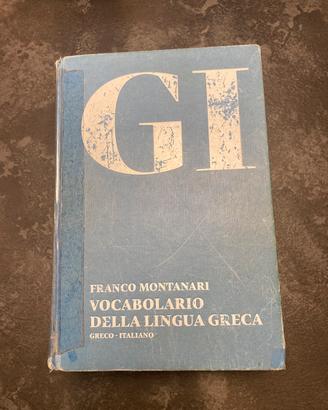 GI
FRANCO MONTANARI
VOCABOLARIO
DELLA LINGUA GRECA
GRECO - ITALIANO